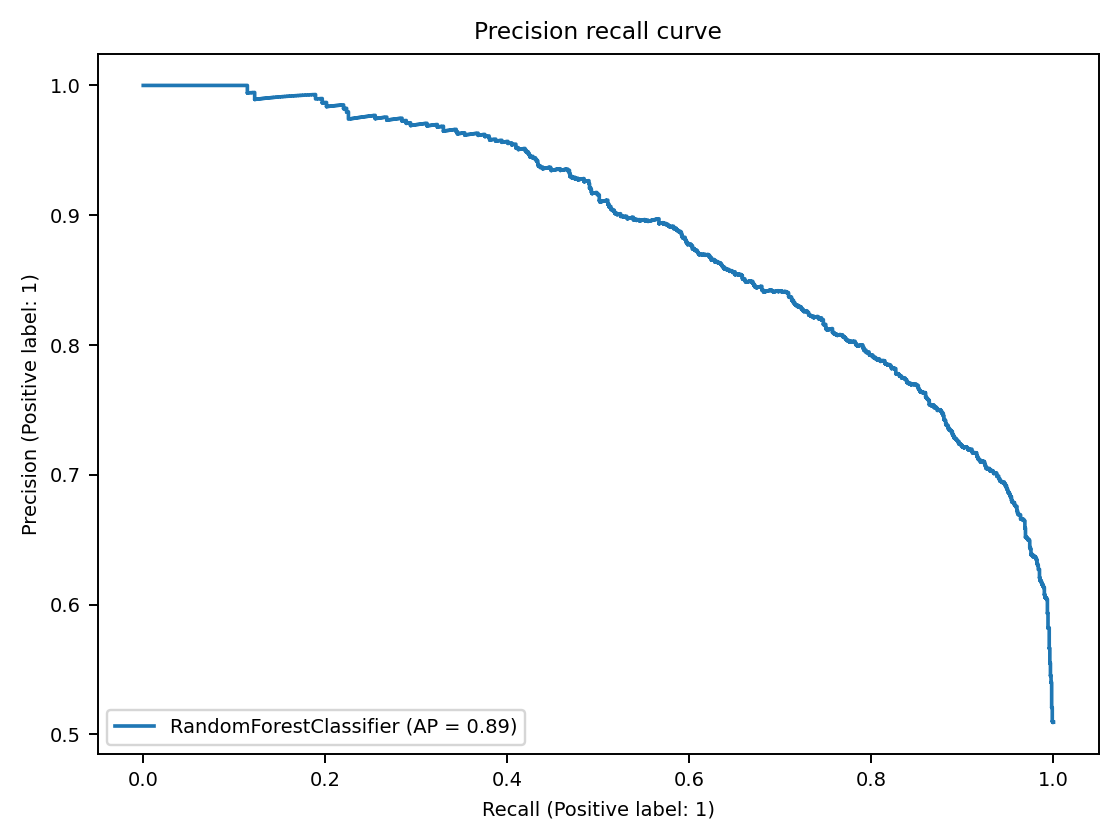 Precision recall curve
Precision (Positive label: 1)
1.0
0.9
0.8
0.7
0.6
0.5
RandomForestClassifier (AP = 0.89)
0.0 0.2 0.4 0.6 0.8 1.0
Recall (Positive label: 1)